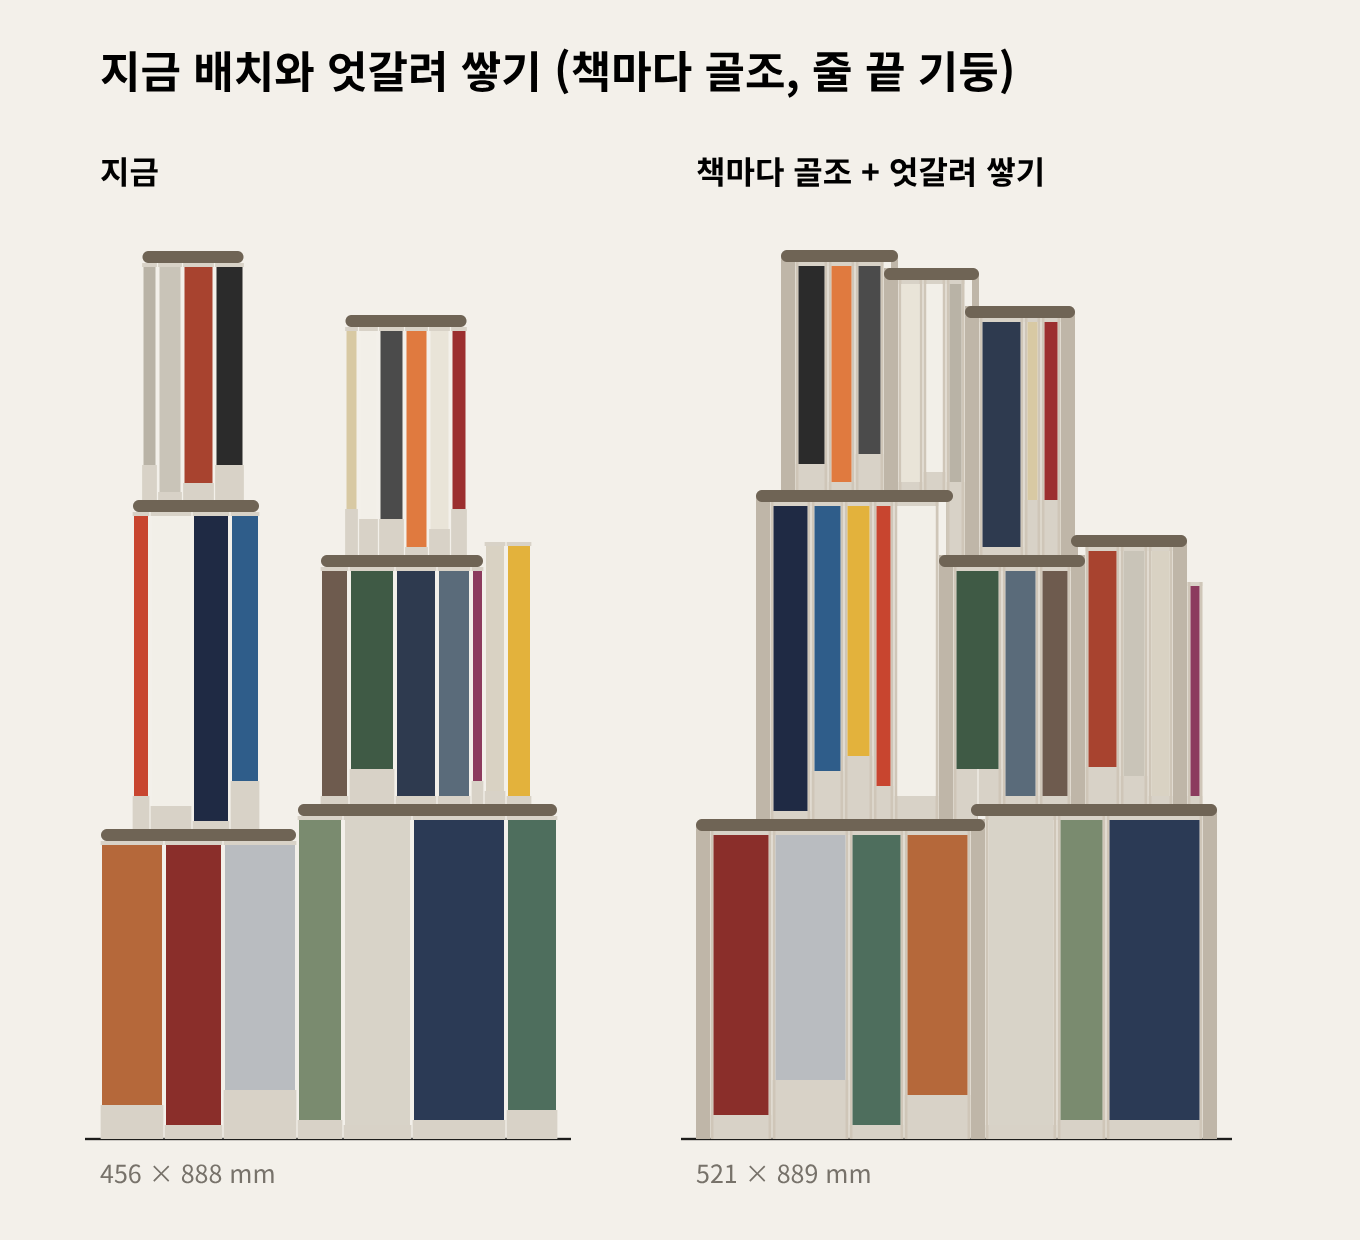 지금 배치와 엇갈려 쌓기 (책마다 골조, 줄 끝 기둥)
지금
책마다 골조 + 엇갈려 쌓기
456 × 888 mm
521 × 889 mm